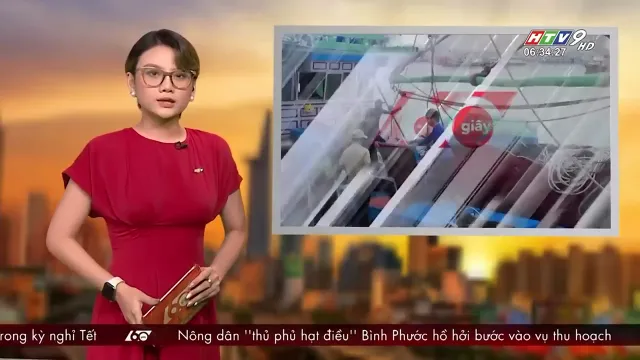 HTV9 HD
06:34:27
giây
rong kỳ nghỉ Tết 60 Nông dân "thủ phủ hạt điều" Bình Phước hồ hởi bước vào vụ thu hoạch